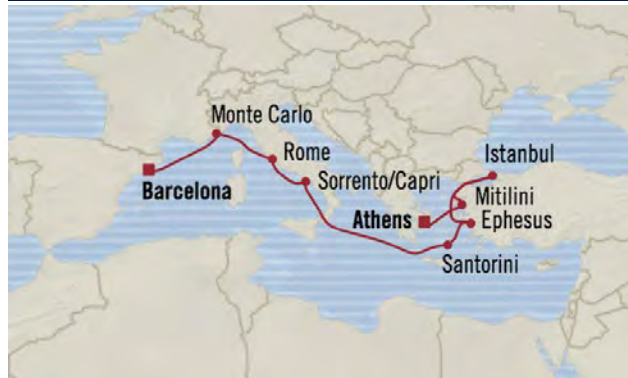 Monte Carlo
Rome
Barcelona
Sorrento/Capri
Istanbul
Mitilini
Athens
Ephesus
Santorini